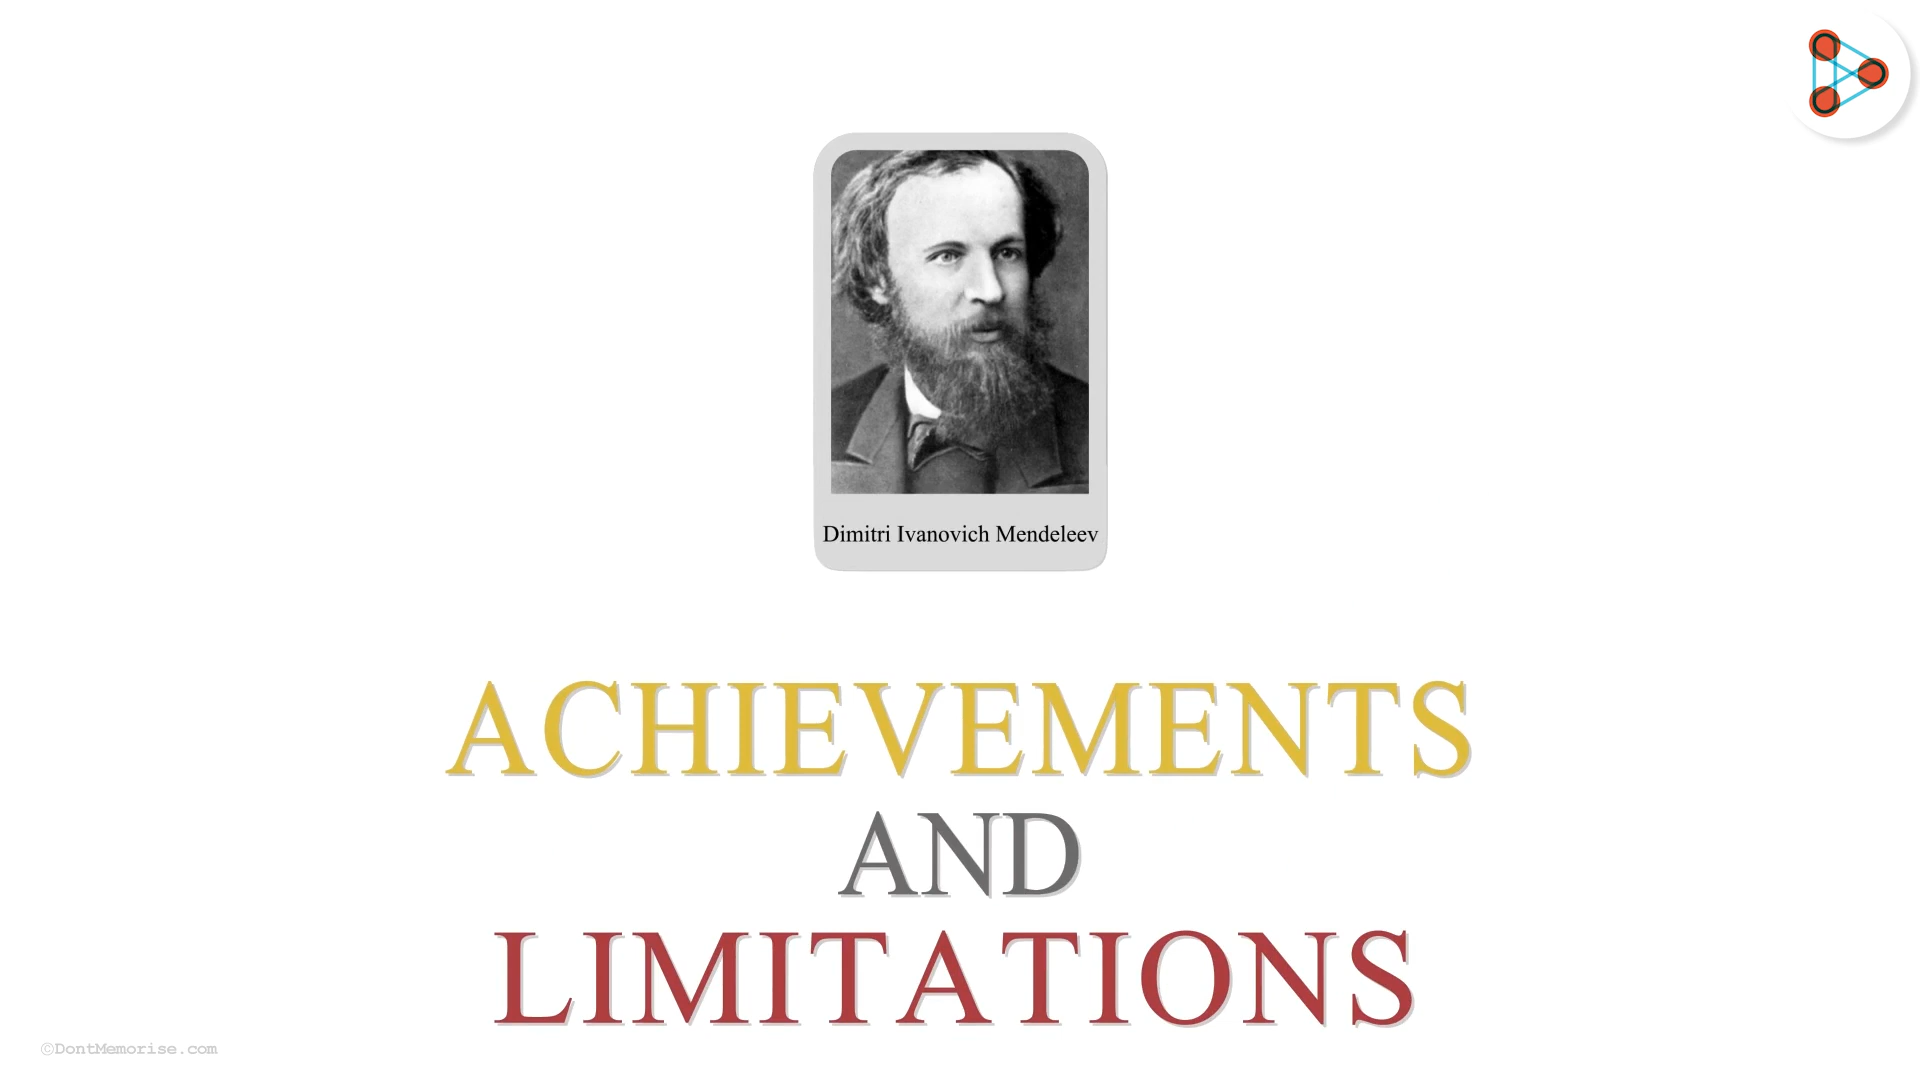 Dimitri Ivanovich Mendeleev
ACHIEVEMENTS
AND
LIMITATIONS
©DontMemorise.com